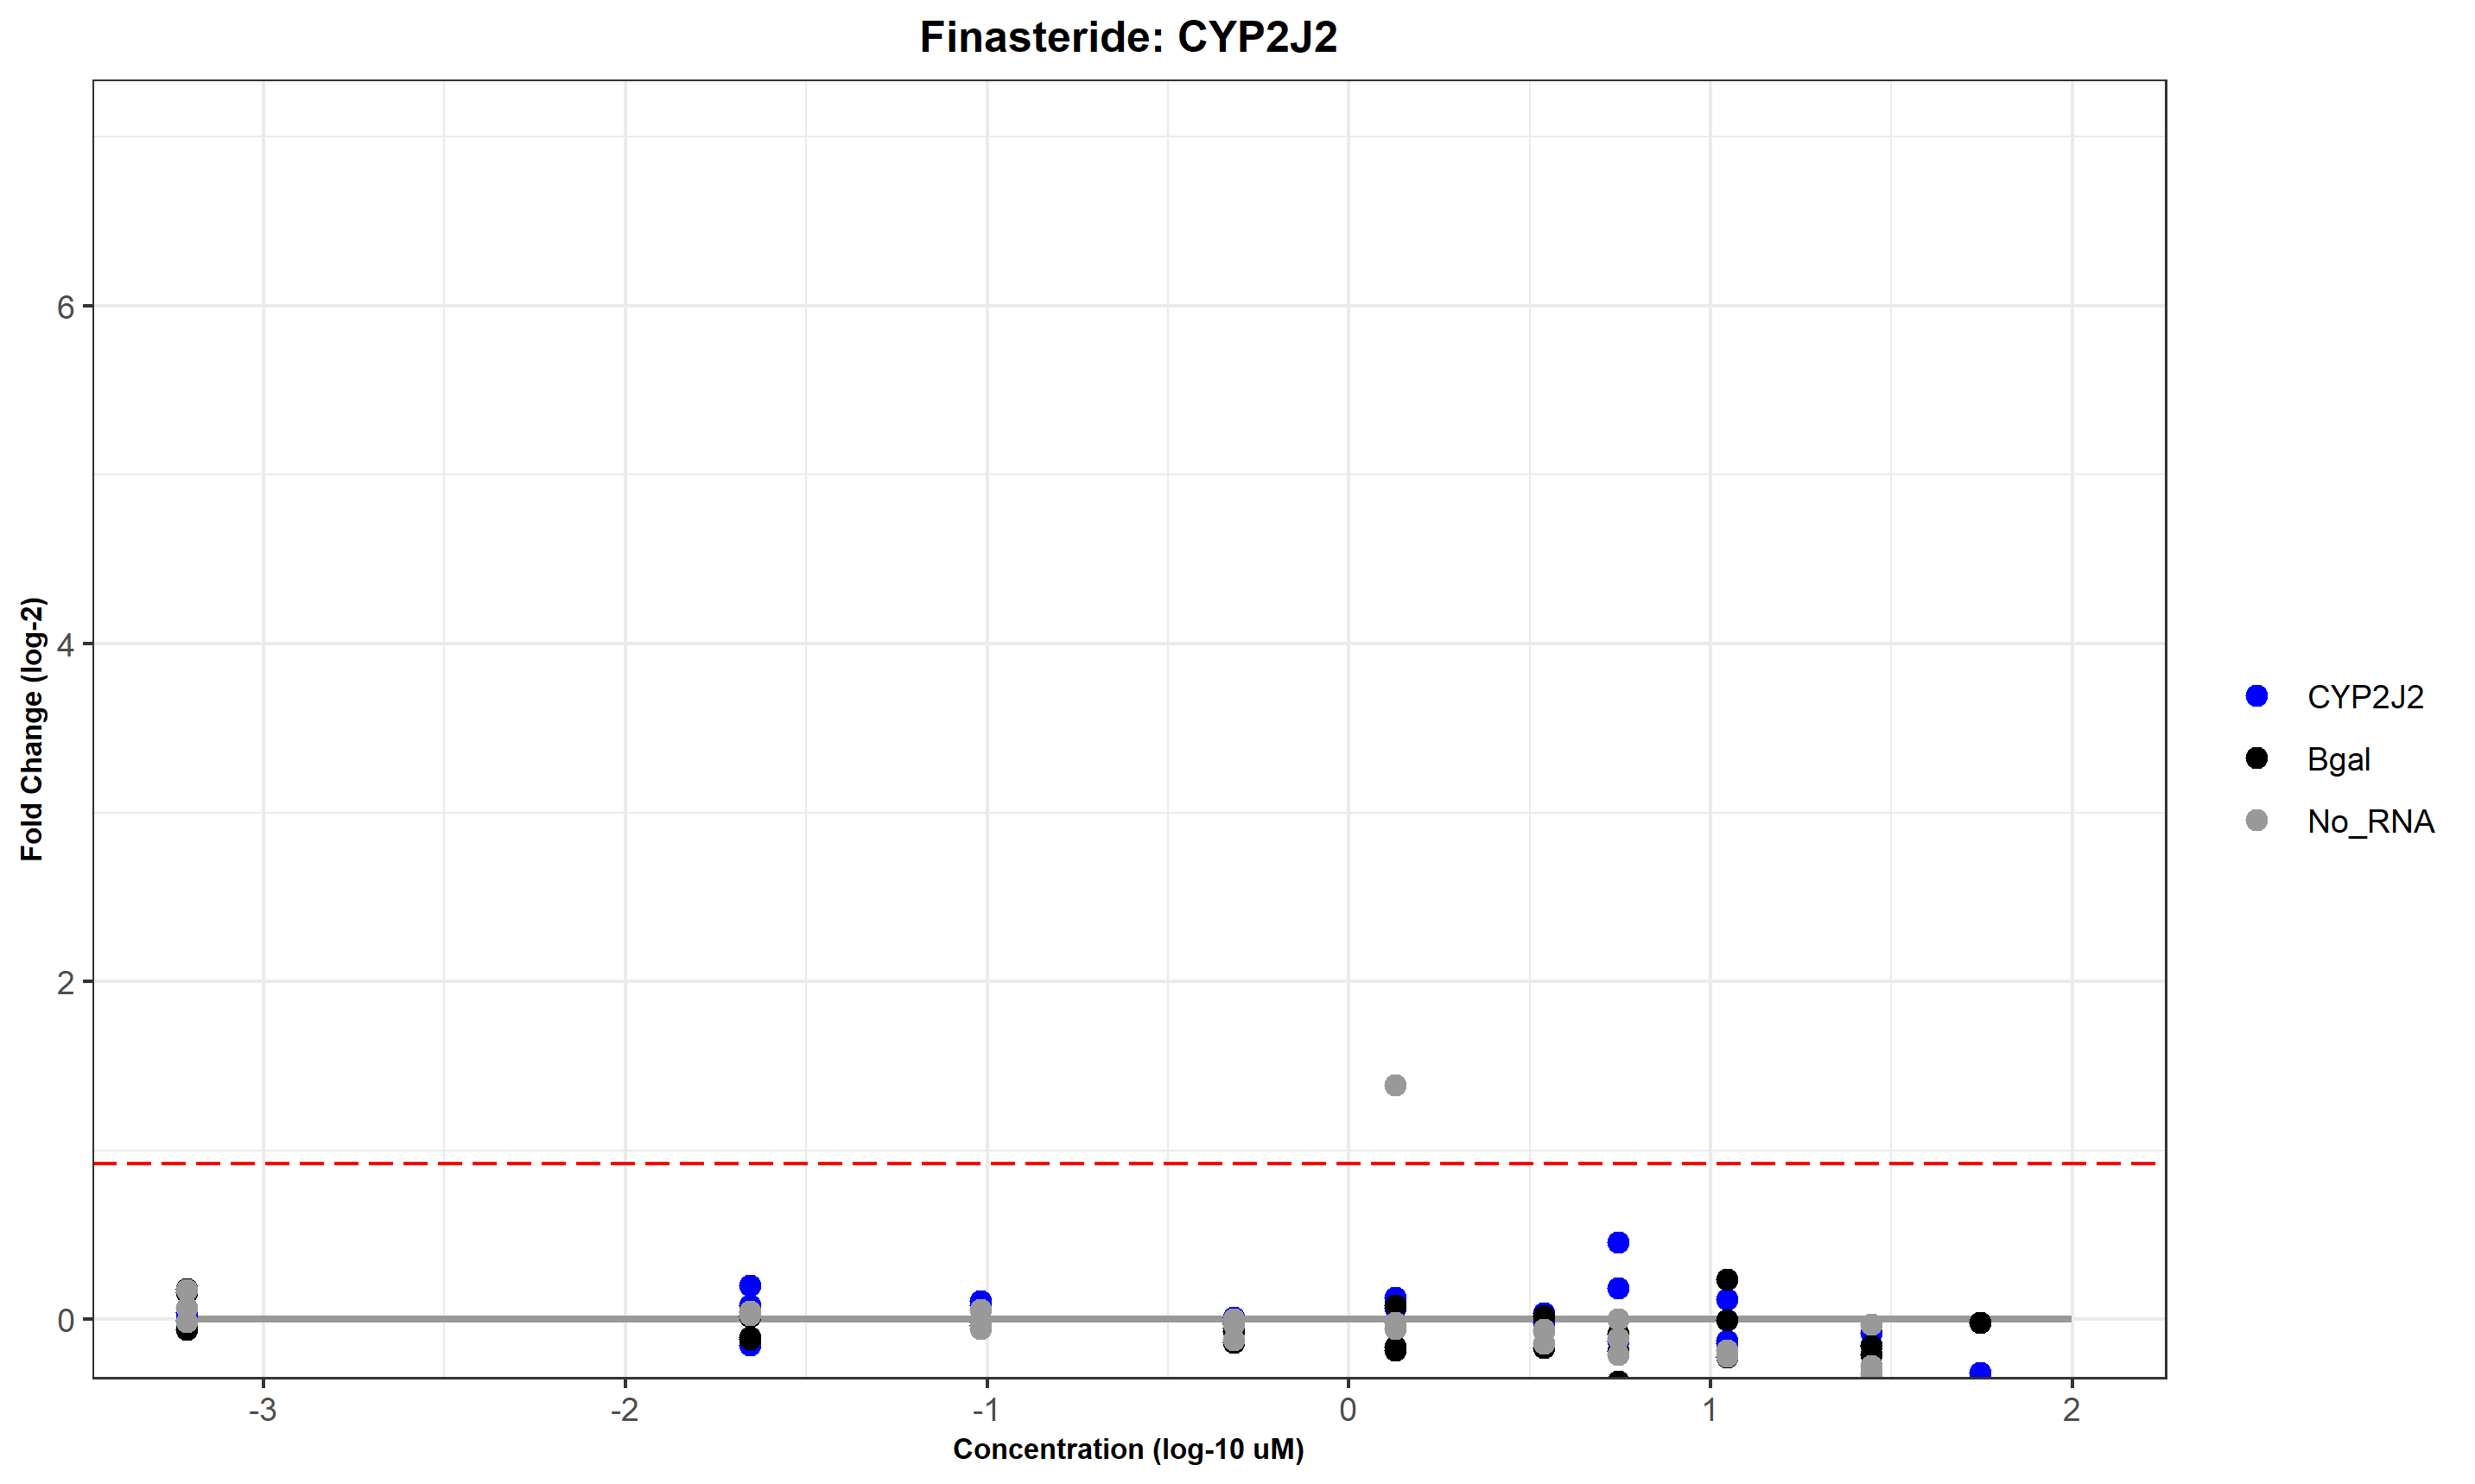 Finasteride: CYP2J2
Fold Change (log-2)
6
4
2
0
-3
-2
-1
0
1
2
Concentration (log-10 uM)
CYP2J2
Bgal
No_RNA